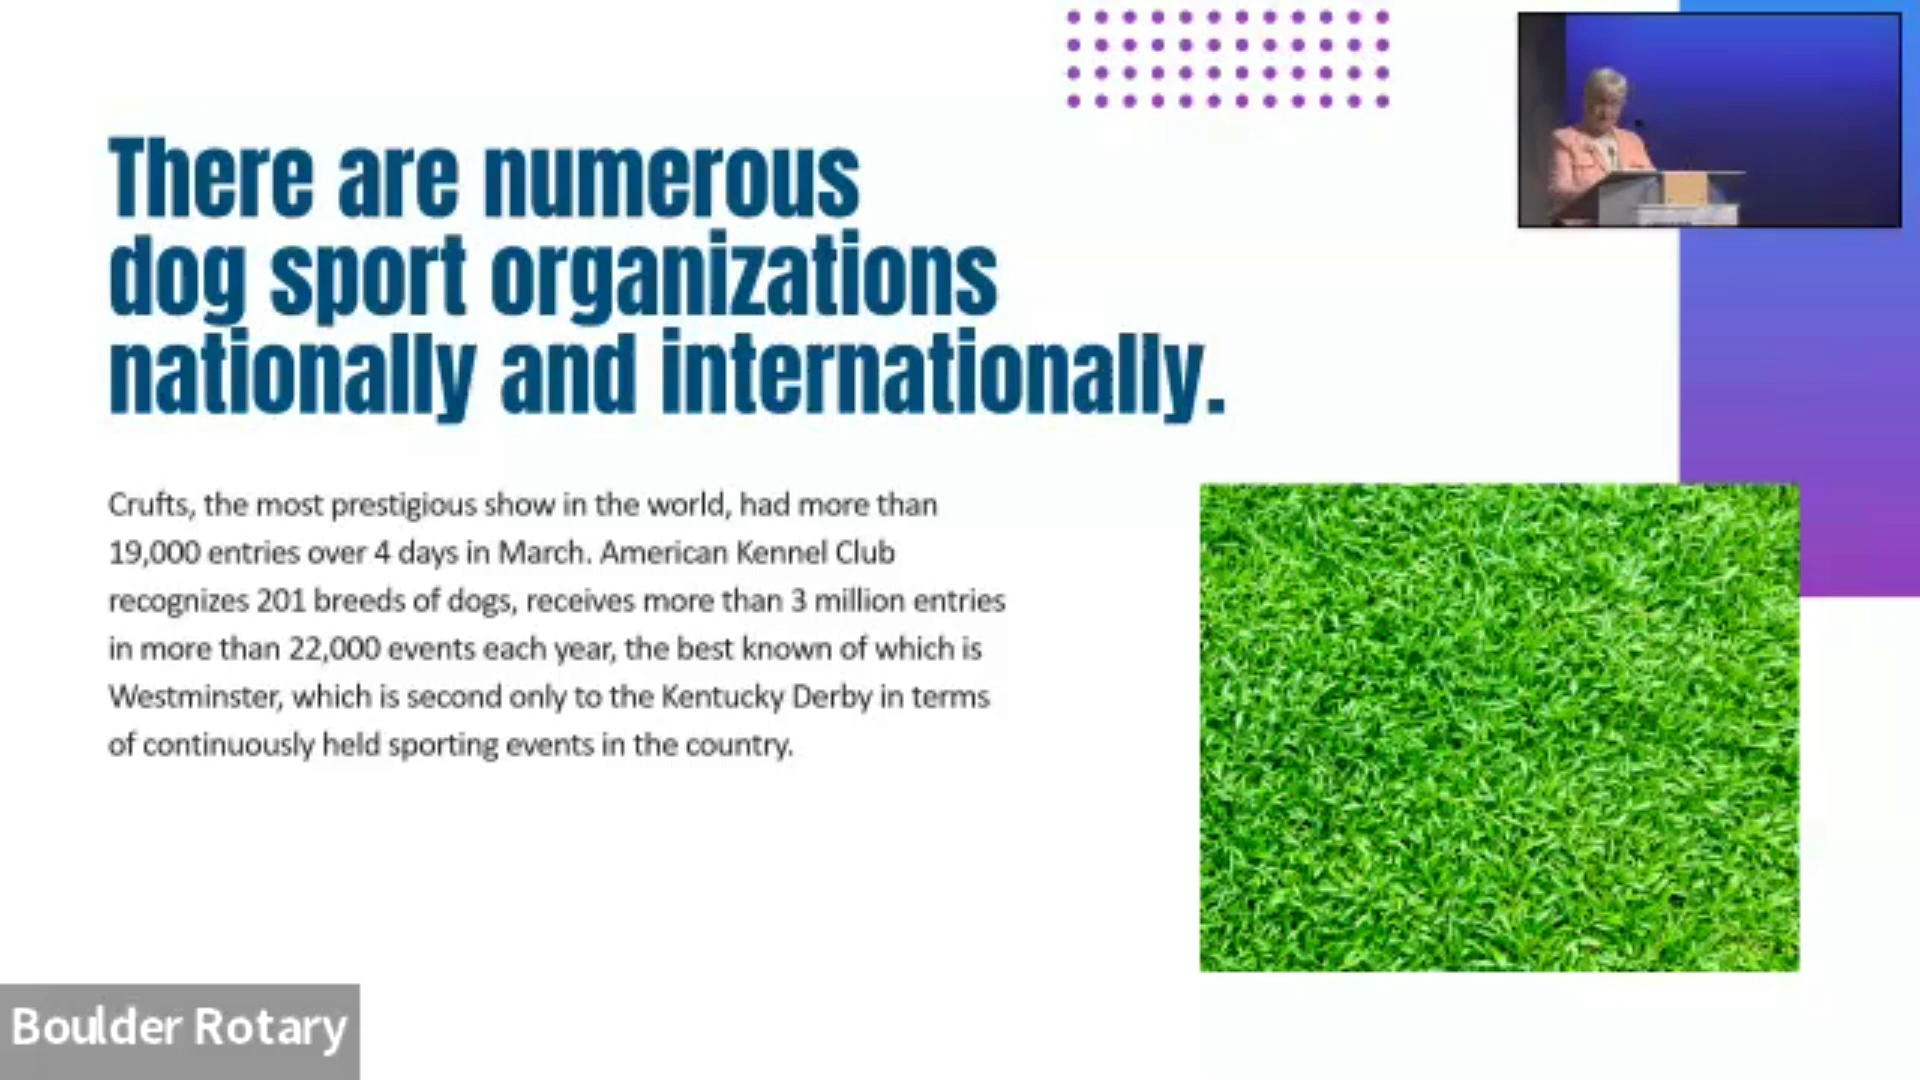 There are numerous
dog sport organizations
nationally and internationally.
Crufts, the most prestigious show in the world, had more than
19,000 entries over 4 days in March. American Kennel Club
recognizes 201 breeds of dogs, receives more than 3 million entries
in more than 22,000 events each year, the best known of which is
Westminster, which is second only to the Kentucky Derby in terms
of continuously held sporting events in the country.
Boulder Rotary